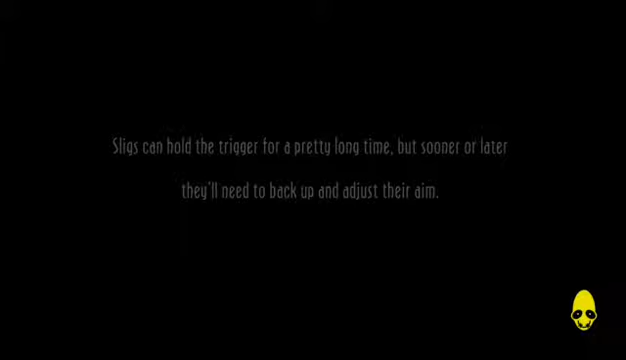 Sligs can hold the trigger for a pretty long time, but sooner or later
they'll need to back up and adjust their aim.